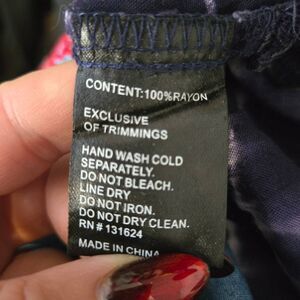 CONTENT:100%RAYON
EXCLUSIVE
OF TRIMMINGS
HAND WASH COLD
SEPARATELY.
DO NOT BLEACH.
LINE DRY
DO NOT IRON.
DO NOT DRY CLEAN.
RN # 131624
MADE IN CHINA